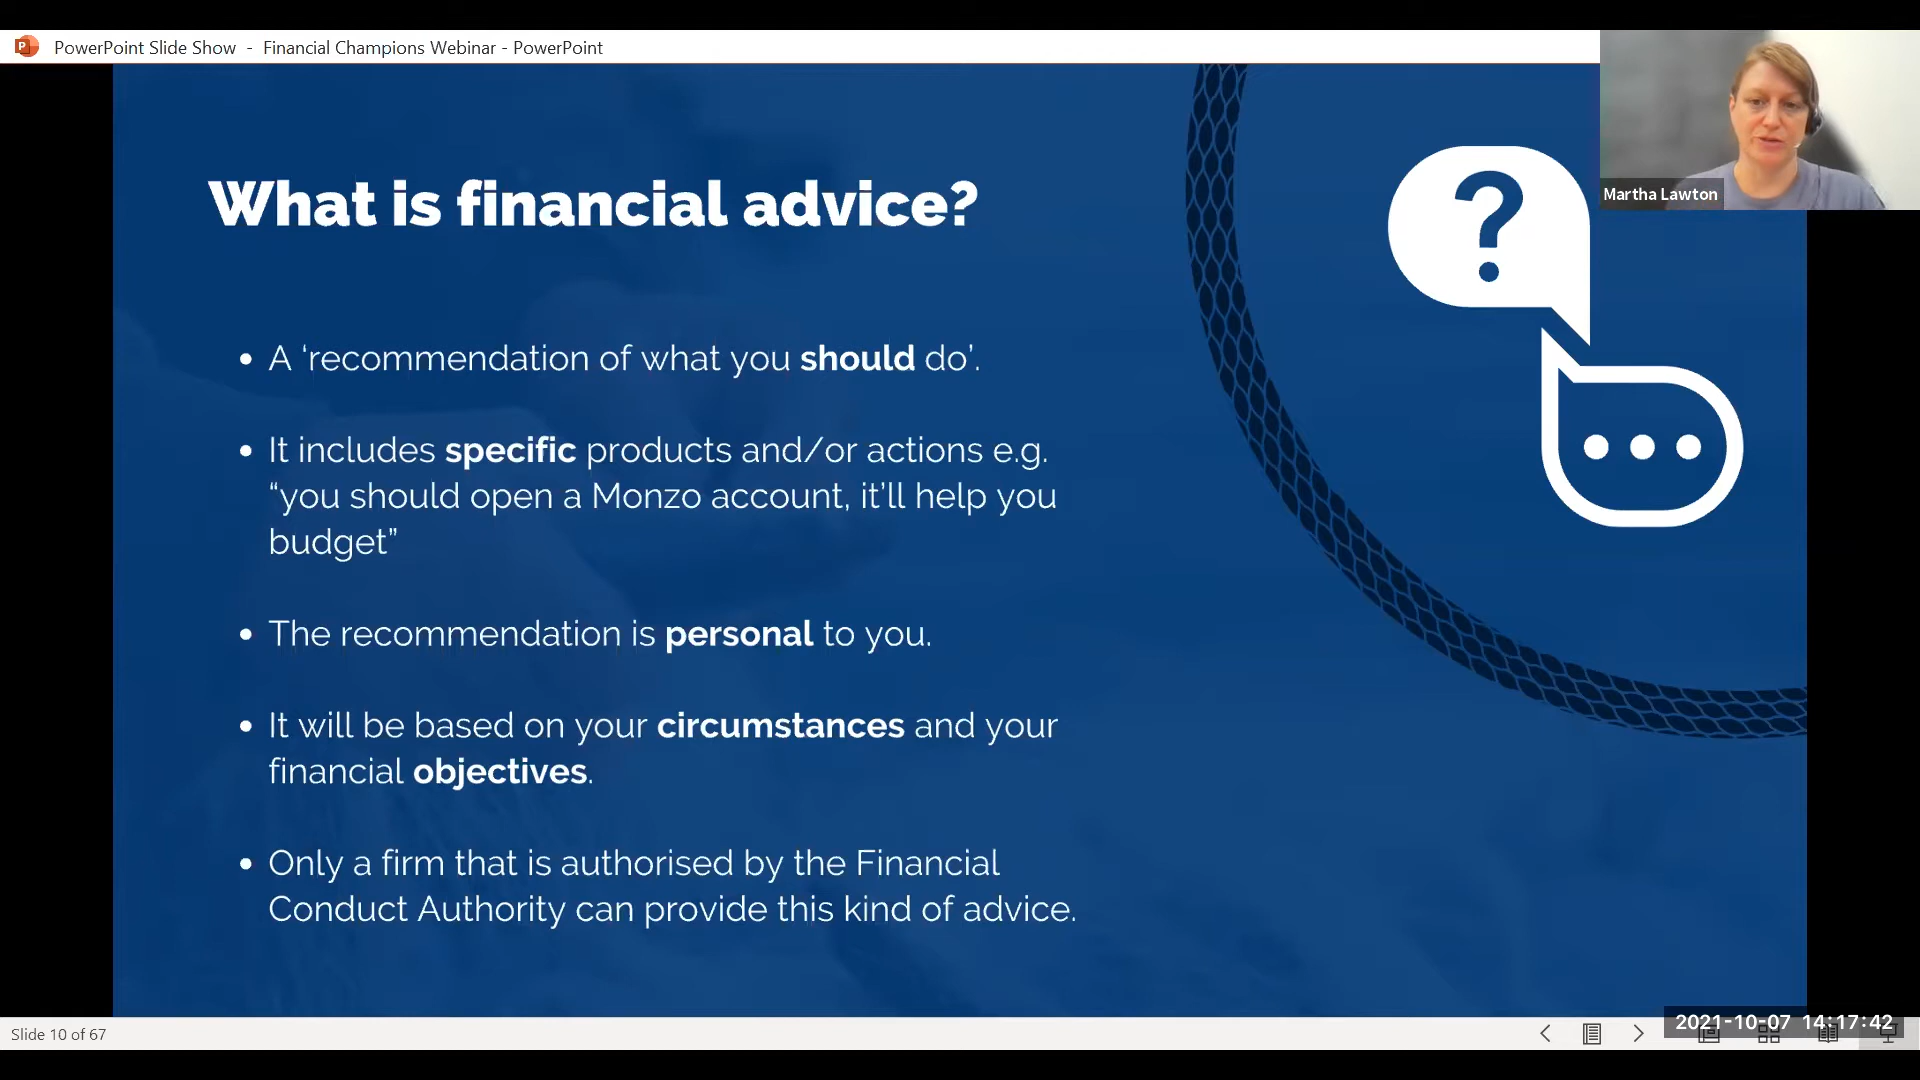 PowerPoint Slide Show - Financial Champions Webinar - PowerPoint
Martha Lawton
What is financial advice?
?
• A ‘recommendation of what you should do’.
• It includes specific products and/or actions e.g.
“you should open a Monzo account, it’ll help you
budget”
• The recommendation is personal to you.
• It will be based on your circumstances and your
financial objectives.
• Only a firm that is authorised by the Financial
Conduct Authority can provide this kind of advice.
Slide 10 of 67
2021-10-07 14:17:42